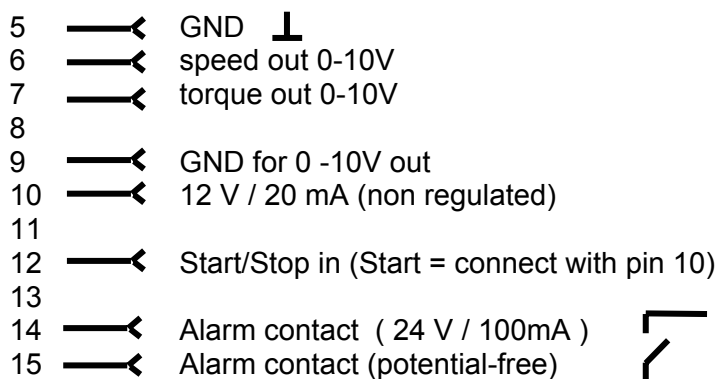 5 GND
6 speed out 0-10V
7 torque out 0-10V
8
9 GND for 0 -10V out
10 12 V / 20 mA (non regulated)
11
12 Start/Stop in (Start = connect with pin 10)
13
14 Alarm contact ( 24 V / 100mA )
15 Alarm contact (potential-free)